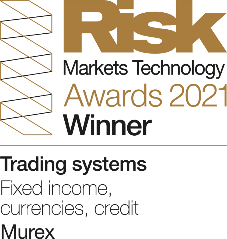 Risk
Markets Technology
Awards 2021
Winner
Trading systems
Fixed income,
currencies, credit
Murex